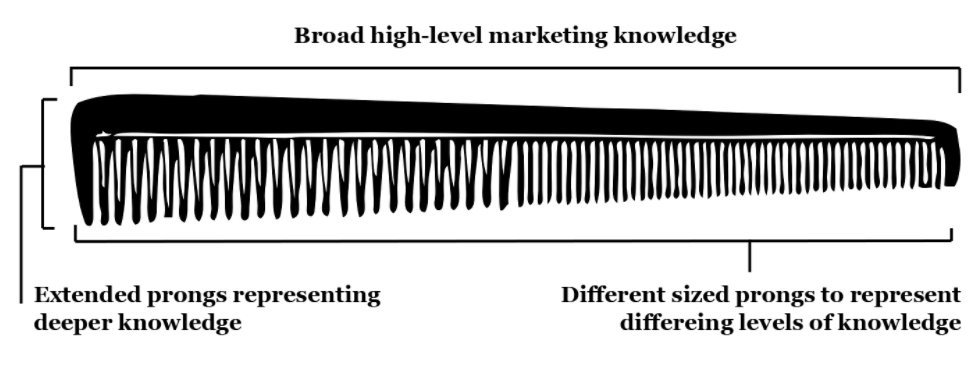 Broad high-level marketing knowledge
Extended prongs representing
deeper knowledge
Different sized prongs to represent
differeing levels of knowledge